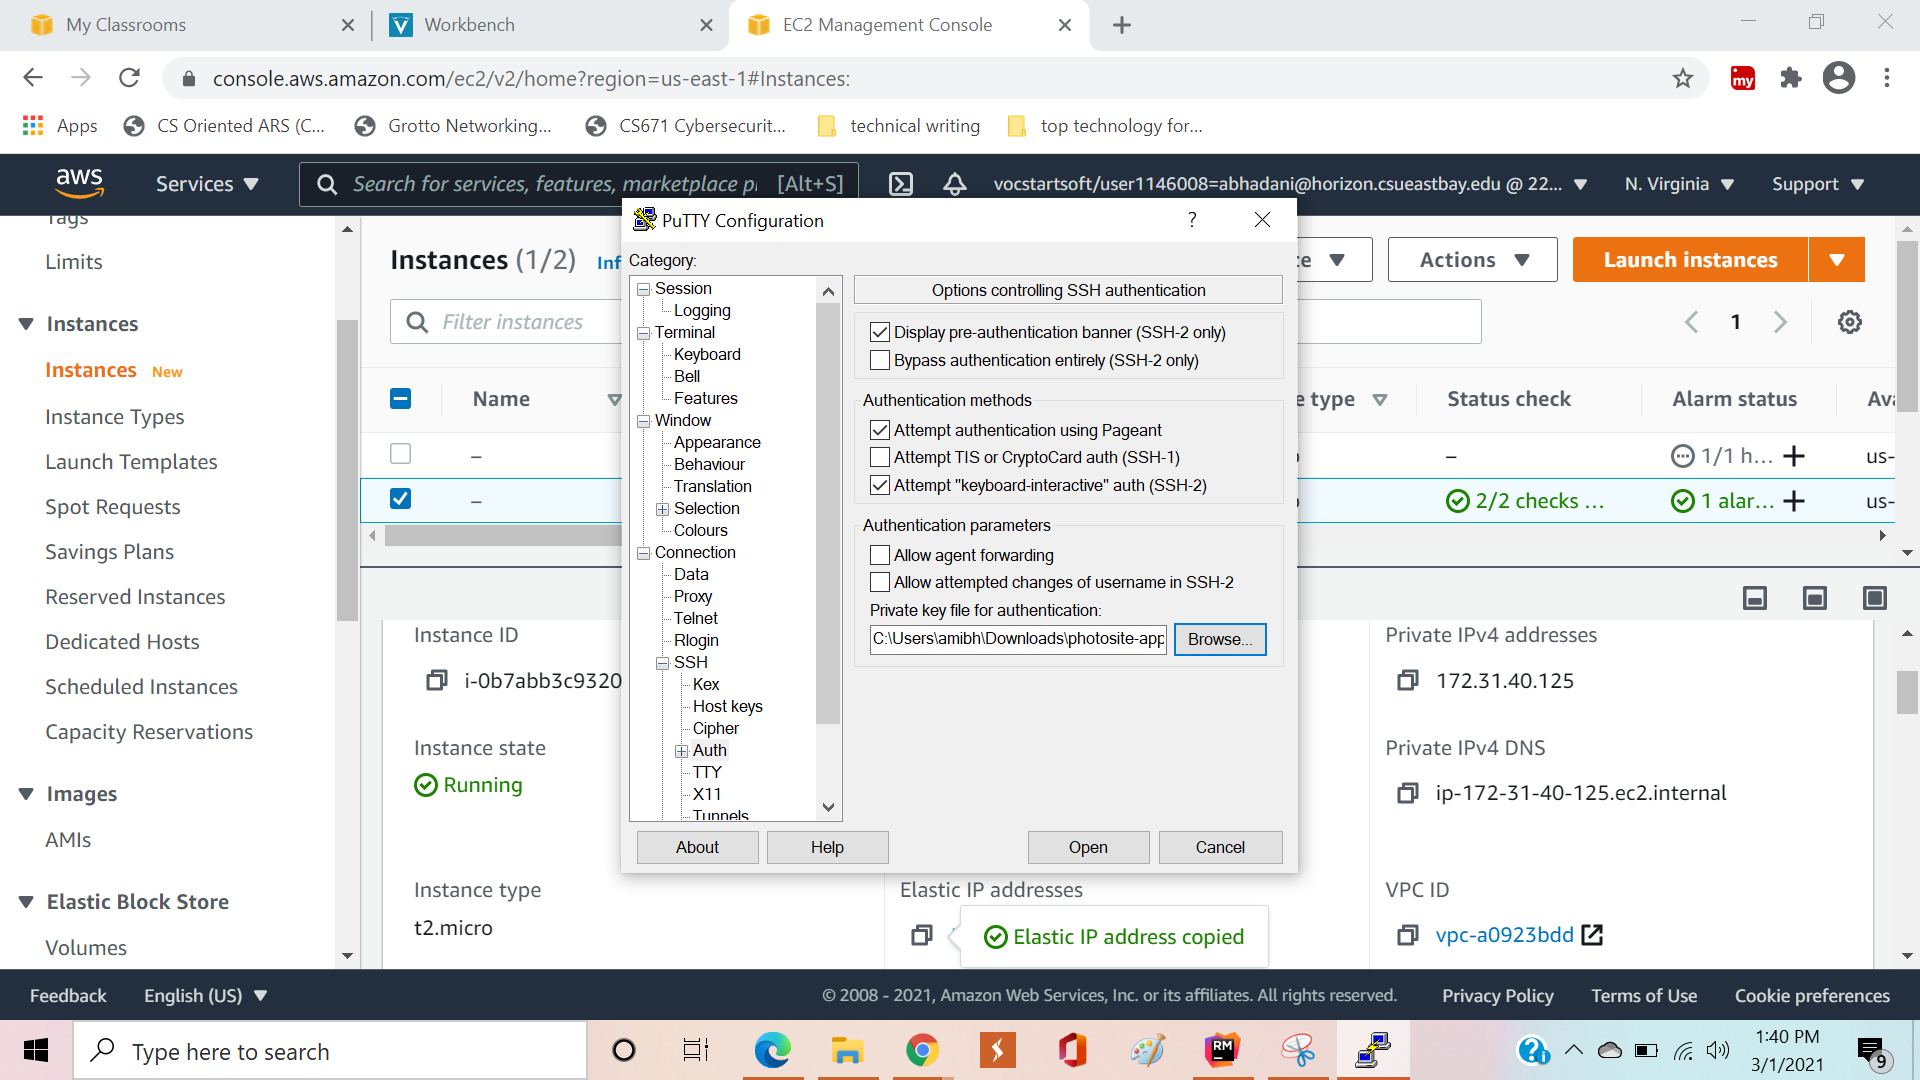 My Classrooms
Workbench
EC2 Management Console
console.aws.amazon.com/ec2/v2/home?region=us-east-1#Instances:
my
Apps
CS Oriented ARS (C...
Grotto Networking...
CS671 Cybersecurit...
technical writing
top technology for...
aws
Services
Search for services, features, marketplace p
[Alt+S]
vocstartsoft/user1146008=abhadani@horizon.csueastbay.edu @ 22...
N. Virginia
Support
Tags
Limits
Instances
Instances New
Instance Types
Launch Templates
Spot Requests
Savings Plans
Reserved Instances
Dedicated Hosts
Scheduled Instances
Capacity Reservations
Images
AMIs
Elastic Block Store
Volumes
Instances (1/2)
Inf
Actions
Launch instances
Filter instances
1
Name
e type
Status check
Alarm status
Ava
–
–
1/1 h...
us-
–
2/2 checks ...
1 alar...
us-
Instance ID
i-0b7abb3c9320
Instance state
Running
Instance type
t2.micro
Elastic IP addresses
Elastic IP address copied
Private IPv4 addresses
172.31.40.125
Private IPv4 DNS
ip-172-31-40-125.ec2.internal
VPC ID
vpc-a0923bdd
PuTTY Configuration
?
Category:
Session
Logging
Terminal
Keyboard
Bell
Features
Window
Appearance
Behaviour
Translation
Selection
Colours
Connection
Data
Proxy
Telnet
Rlogin
SSH
Kex
Host keys
Cipher
Auth
TTY
X11
Tunnels
Options controlling SSH authentication
Display pre-authentication banner (SSH-2 only)
Bypass authentication entirely (SSH-2 only)
Authentication methods
Attempt authentication using Pageant
Attempt TIS or CryptoCard auth (SSH-1)
Attempt "keyboard-interactive" auth (SSH-2)
Authentication parameters
Allow agent forwarding
Allow attempted changes of username in SSH-2
Private key file for authentication:
C:\Users\amibh\Downloads\photosite-app
Browse...
About
Help
Open
Cancel
Feedback
English (US)
© 2008 - 2021, Amazon Web Services, Inc. or its affiliates. All rights reserved.
Privacy Policy
Terms of Use
Cookie preferences
Type here to search
RM
1:40 PM
3/1/2021
9